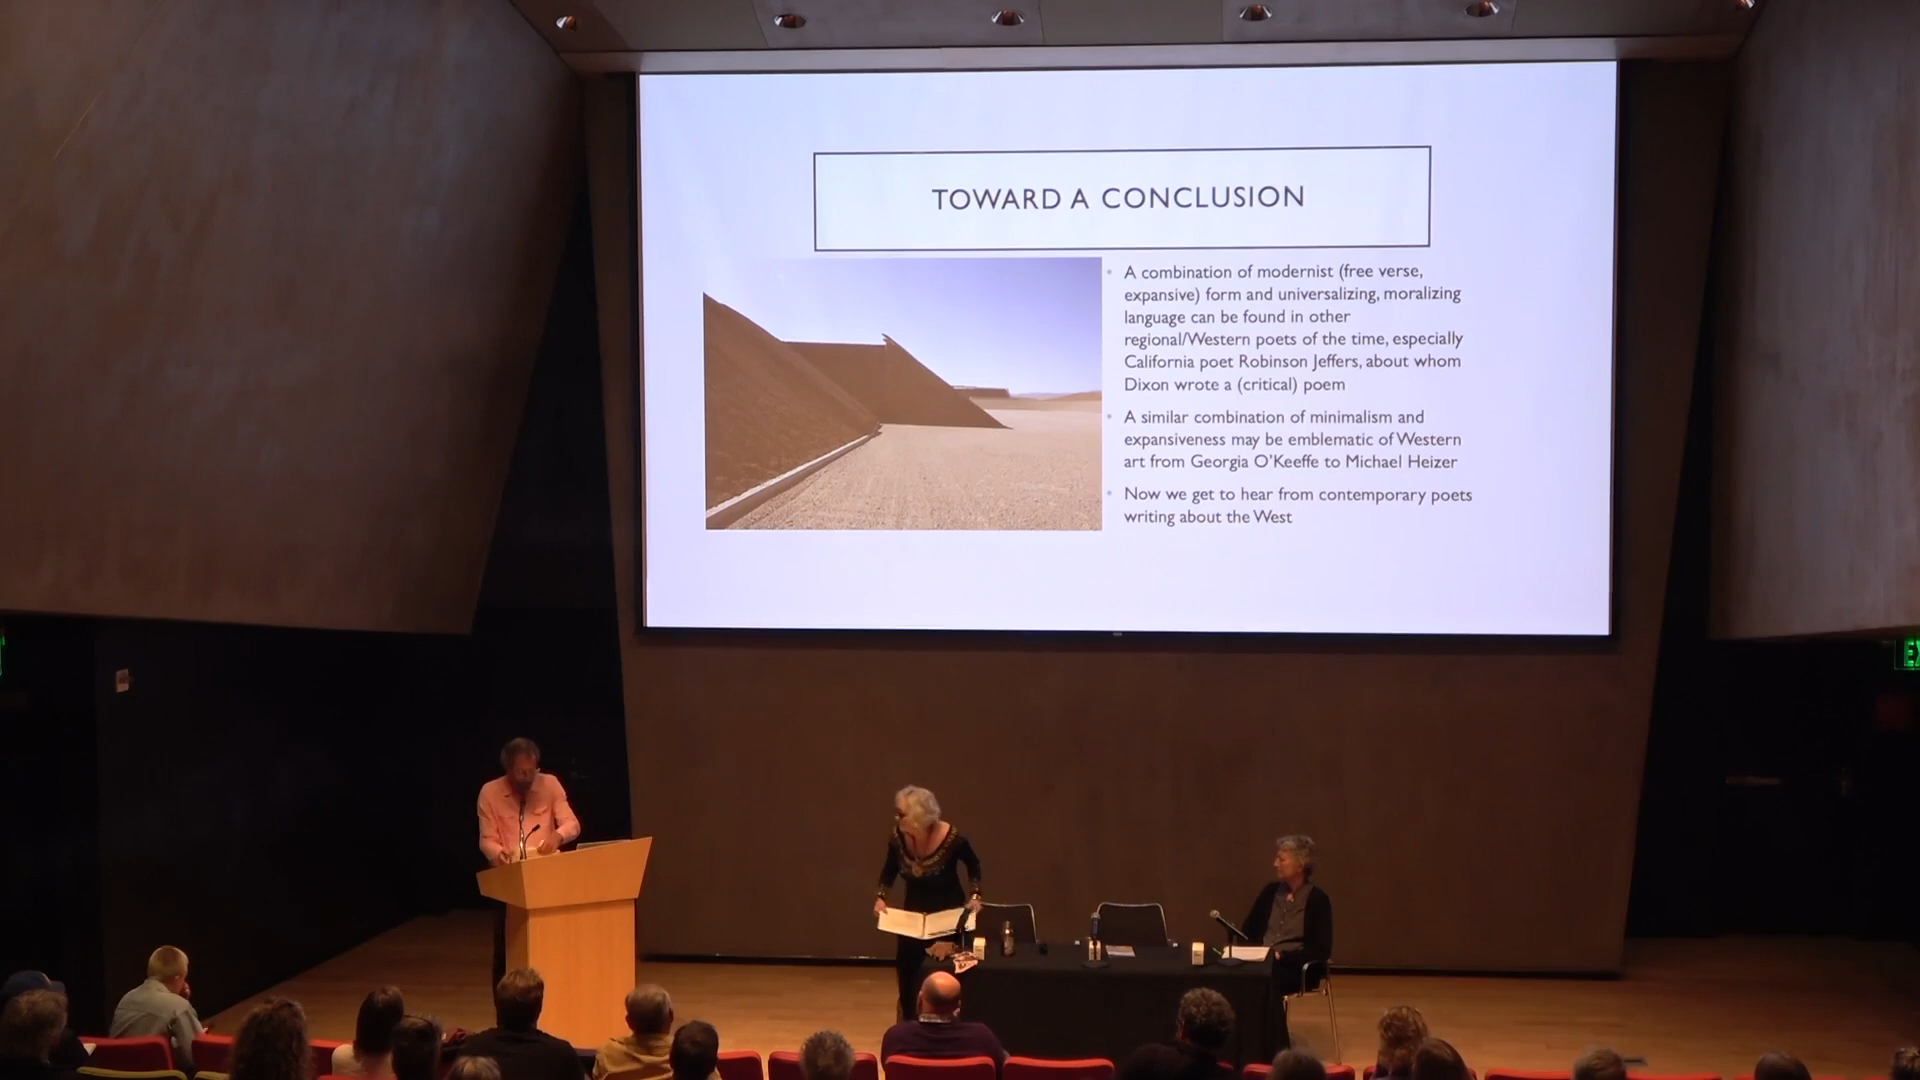 TOWARD A CONCLUSION
• A combination of modernist (free verse,
expansive) form and universalizing, moralizing
language can be found in other
regional/Western poets of the time, especially
California poet Robinson Jeffers, about whom
Dixon wrote a (critical) poem
• A similar combination of minimalism and
expansiveness may be emblematic of Western
art from Georgia O'Keeffe to Michael Heizer
• Now we get to hear from contemporary poets
writing about the West